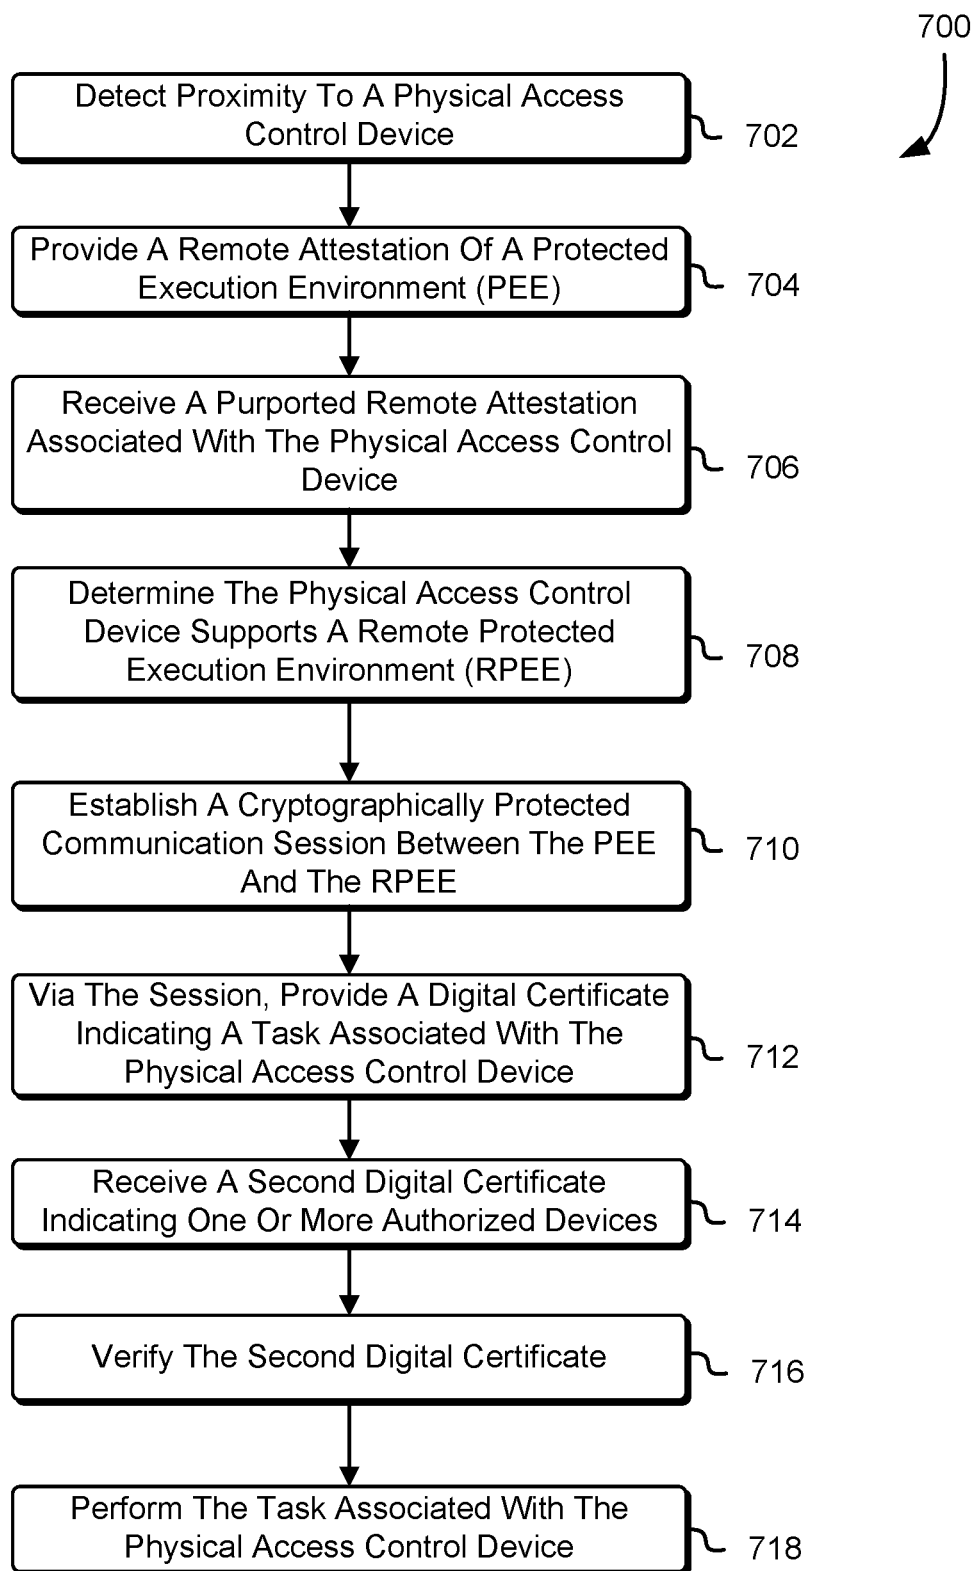 700
Detect Proximity To A Physical Access
Control Device
702
Provide A Remote Attestation Of A Protected
Execution Environment (PEE)
704
Receive A Purported Remote Attestation
Associated With The Physical Access Control
Device
706
Determine The Physical Access Control
Device Supports A Remote Protected
Execution Environment (RPEE)
708
Establish A Cryptographically Protected
Communication Session Between The PEE
And The RPEE
710
Via The Session, Provide A Digital Certificate
Indicating A Task Associated With The
Physical Access Control Device
712
Receive A Second Digital Certificate
Indicating One Or More Authorized Devices
714
Verify The Second Digital Certificate
716
Perform The Task Associated With The
Physical Access Control Device
718